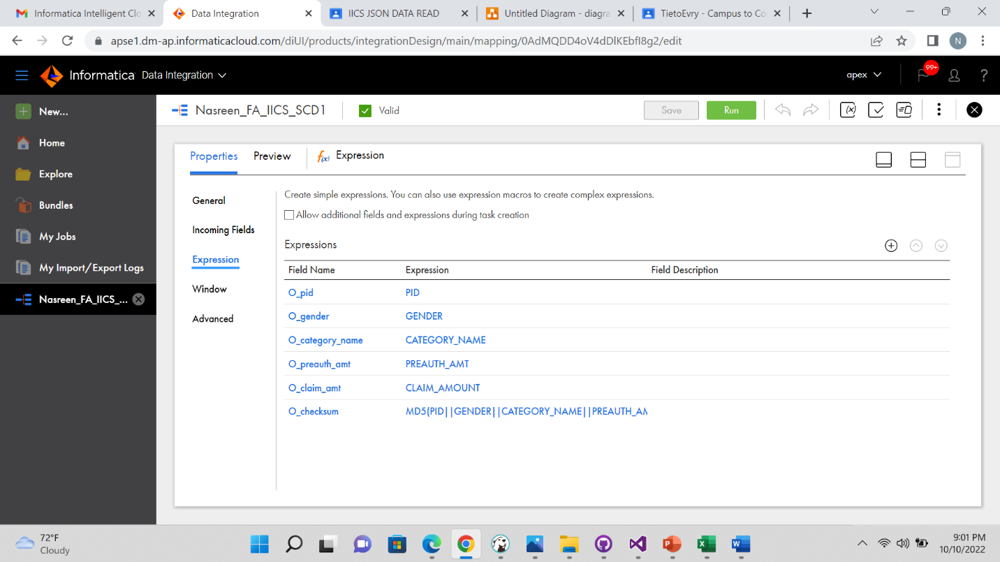 Informatica Intelligent Clo
Data Integration
IICS JSON DATA READ
Untitled Diagram - diagra
TietoEvry - Campus to Co
apse1.dm-ap.informaticacloud.com/diUI/products/integrationDesign/main/mapping/0AdMQDD4oV4dDlKEbfl8g2/edit
N
Informatica Data Integration
apex
99+
?
New...
Nasreen_FA_IICS_SCD1
Valid
Save
Run
Home
Explore
Bundles
My Jobs
My Import/Export Logs
Nasreen_FA_IICS_...
Properties
Preview
f(x) Expression
General
Incoming Fields
Expression
Window
Advanced
Create simple expressions. You can also use expression macros to create complex expressions.
Allow additional fields and expressions during task creation
Expressions
Field Name Expression Field Description
O_pid PID
O_gender GENDER
O_category_name CATEGORY_NAME
O_preauth_amt PREAUTH_AMT
O_claim_amt CLAIM_AMOUNT
O_checksum MD5(PID||GENDER||CATEGORY_NAME||PREAUTH_AM
72°F
Cloudy
9:01 PM
10/10/2022